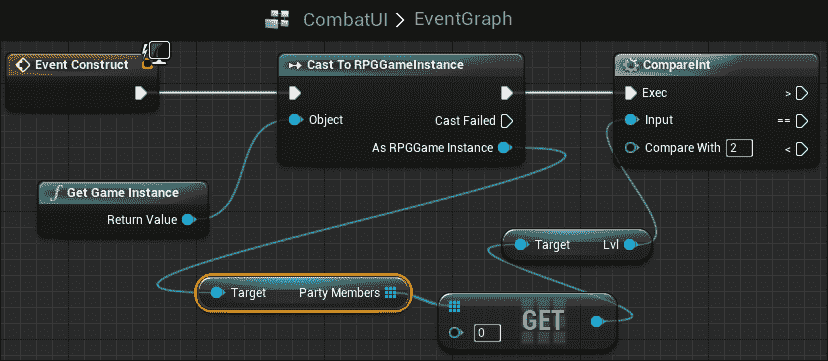 CombatUI > EventGraph
Event Construct
Cast To RPGGameInstance
Object
Cast Failed
As RPGGame Instance
CompareInt
Exec
>
Input
==
Compare With 2
<
f Get Game Instance
Return Value
Target Lvl
Target Party Members
0
GET